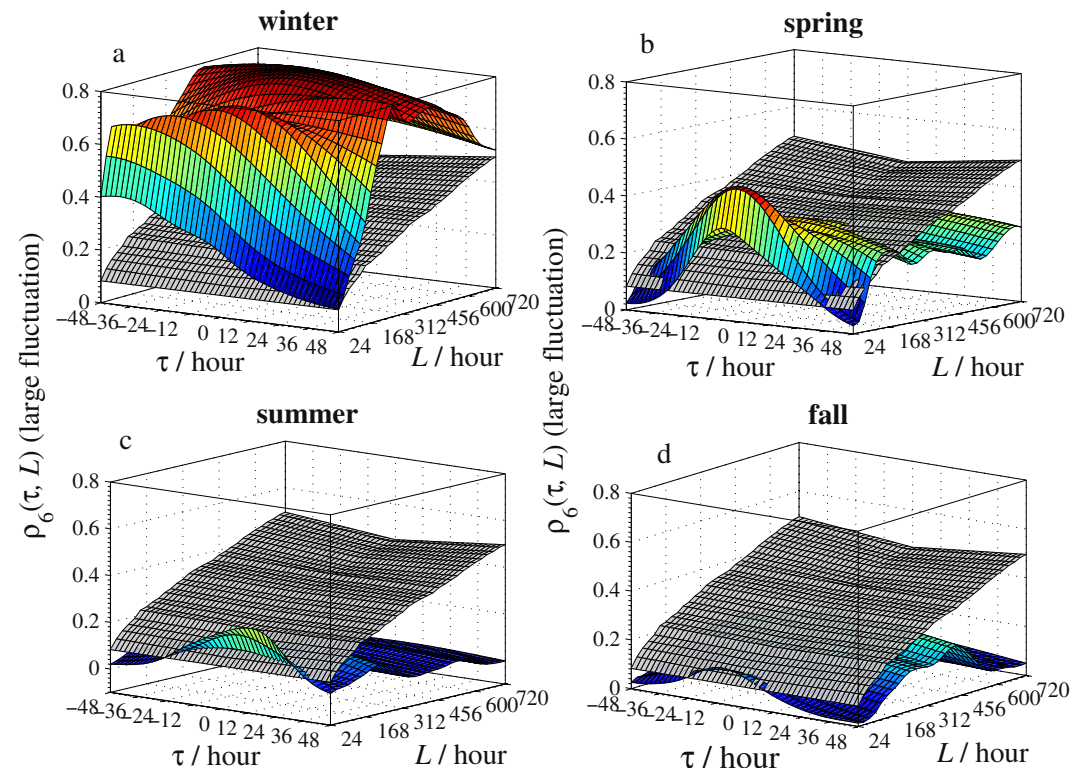 winter
a
ρ6(τ, L) (large fluctuation)
0.8
0.6
0.4
0.2
0
−48 −36 −24 −12 0 12 24 36 48
τ / hour
24 168 312 456 600 720
L / hour
spring
b
ρ6(τ, L) (large fluctuation)
0.8
0.6
0.4
0.2
0
−48 −36 −24 −12 0 12 24 36 48
τ / hour
24 168 312 456 600 720
L / hour
summer
c
0.8
0.6
0.4
0.2
0
−48 −36 −24 −12 0 12 24 36 48
τ / hour
24 168 312 456 600 720
L / hour
fall
d
0.8
0.6
0.4
0.2
0
−48 −36 −24 −12 0 12 24 36 48
τ / hour
24 168 312 456 600 720
L / hour